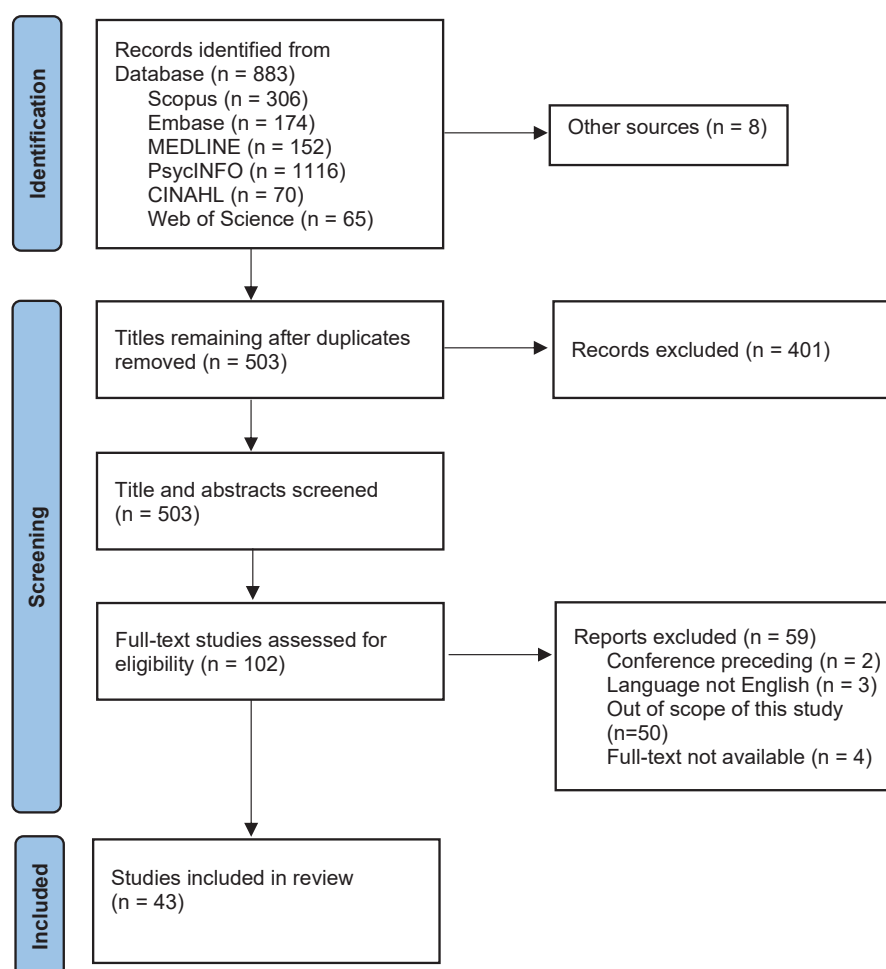 Identification
Records identified from
Database (n = 883)
Scopus (n = 306)
Embase (n = 174)
MEDLINE (n = 152)
PsycINFO (n = 1116)
CINAHL (n = 70)
Web of Science (n = 65)
Other sources (n = 8)
Screening
Titles remaining after duplicates
removed (n = 503)
Records excluded (n = 401)
Title and abstracts screened
(n = 503)
Full-text studies assessed for
eligibility (n = 102)
Reports excluded (n = 59)
Conference preceding (n = 2)
Language not English (n = 3)
Out of scope of this study
(n=50)
Full-text not available (n = 4)
Included
Studies included in review
(n = 43)